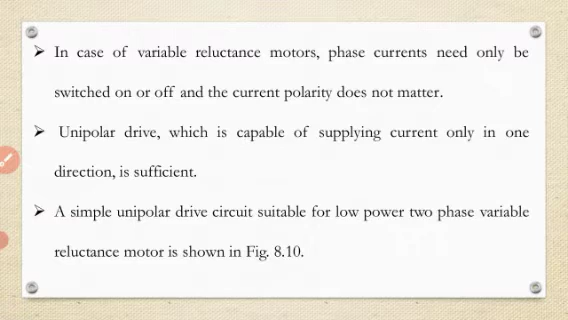 ➢ In case of variable reluctance motors, phase currents need only be
switched on or off and the current polarity does not matter.
➢ Unipolar drive, which is capable of supplying current only in one
direction, is sufficient.
➢ A simple unipolar drive circuit suitable for low power two phase variable
reluctance motor is shown in Fig. 8.10.